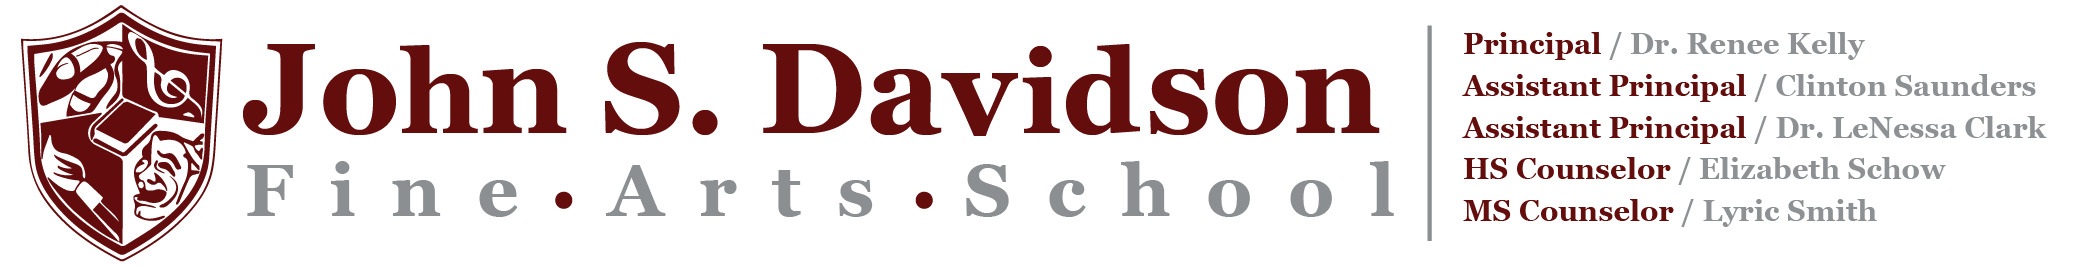 John S. Davidson
Fine • Arts • School
Principal / Dr. Renee Kelly
Assistant Principal / Clinton Saunders
Assistant Principal / Dr. LeNessa Clark
HS Counselor / Elizabeth Schow
MS Counselor / Lyric Smith